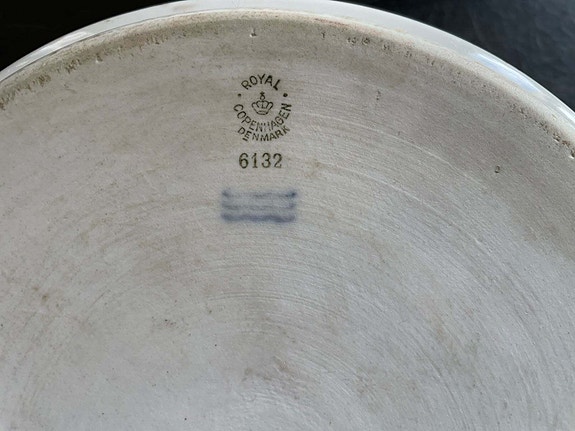 ROYAL
COPENHAGEN
DENMARK
6132